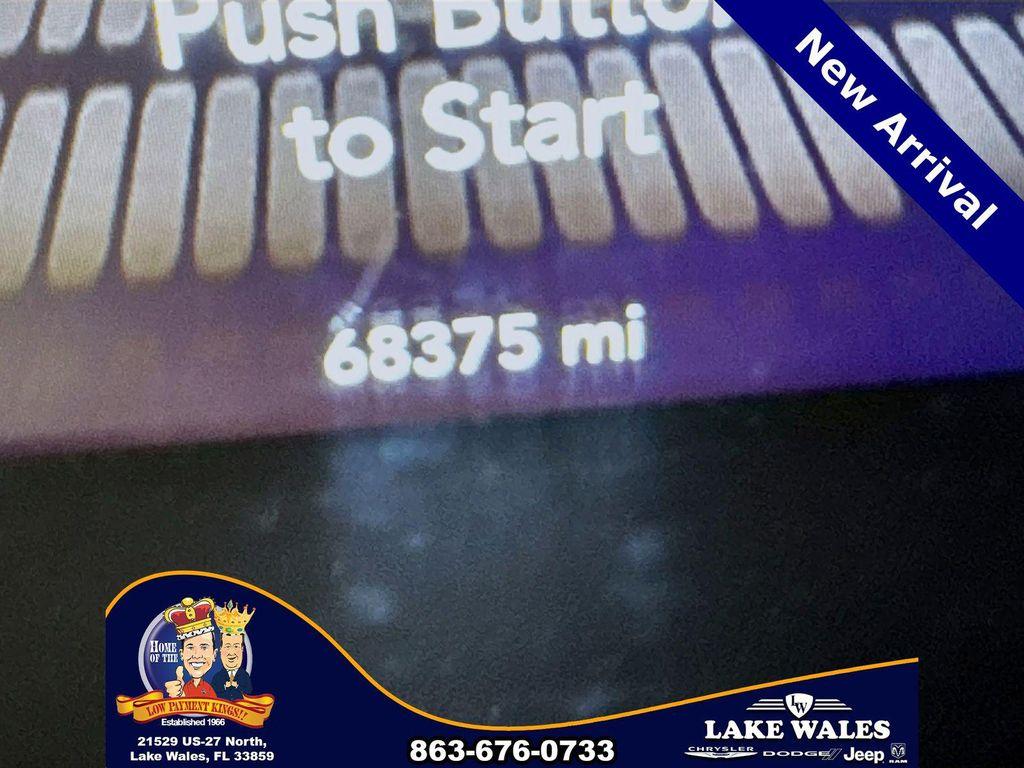 Push Button
to Start
New Arrival
68375 mi
HOME
OF THE
LOW PAYMENT KINGS!!
Established 1966
21529 US-27 North,
Lake Wales, FL 33859
863-676-0733
LW
LAKE WALES
CHRYSLER DODGE Jeep RAM